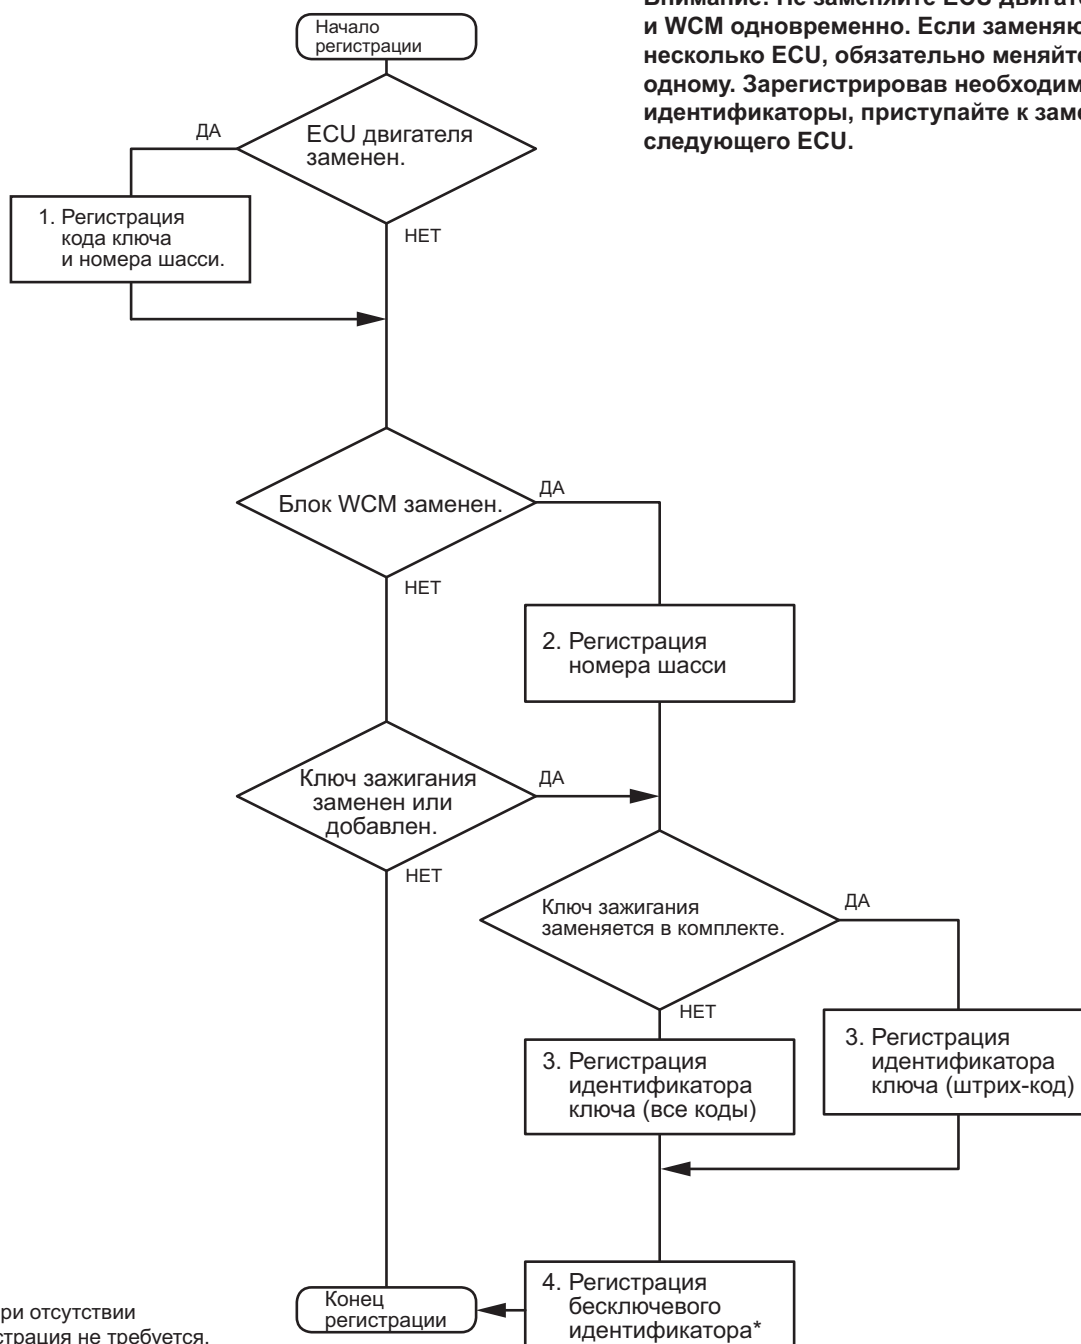 Начало
регистрации
и WCM одновременно. Если заменяю
несколько ECU, обязательно меняйте
одному. Зарегистрировав необходим
идентификаторы, приступайте к заме
следующего ECU.
ДА
ECU двигателя
заменен.
1. Регистрация
кода ключа
и номера шасси.
НЕТ
Блок WCM заменен.
ДА
НЕТ
2. Регистрация
номера шасси
Ключ зажигания
заменен или
добавлен.
ДА
НЕТ
Ключ зажигания
заменяется в комплекте.
ДА
НЕТ
3. Регистрация
идентификатора
ключа (все коды)
3. Регистрация
идентификатора
ключа (штрих-код)
4. Регистрация
бесключевого
идентификатора*
Конец
регистрации
ри отсутствии
страция не требуется.